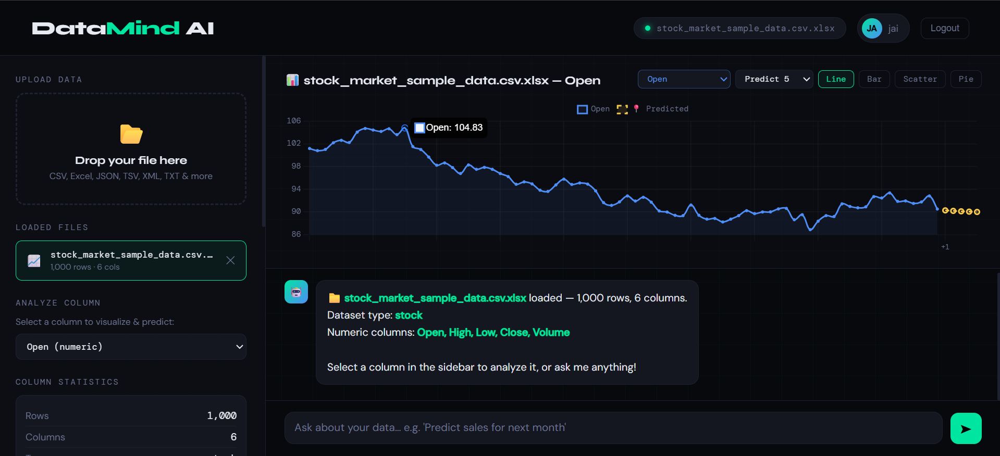 DataMind AI
stock_market_sample_data.csv.xlsx
JA
jai
Logout
UPLOAD DATA
Drop your file here
CSV, Excel, JSON, TSV, XML, TXT & more
LOADED FILES
stock_market_sample_data.csv.…
1,000 rows · 6 cols
ANALYZE COLUMN
Select a column to visualize & predict:
Open (numeric)
COLUMN STATISTICS
Rows 1,000
Columns 6
stock_market_sample_data.csv.xlsx — Open
Open
Predict 5
Line
Bar
Scatter
Pie
Open
Predicted
106
102
98
94
90
86
Open: 104.83
+1
stock_market_sample_data.csv.xlsx loaded — 1,000 rows, 6 columns.
Dataset type: stock
Numeric columns: Open, High, Low, Close, Volume
Select a column in the sidebar to analyze it, or ask me anything!
Ask about your data... e.g. 'Predict sales for next month'